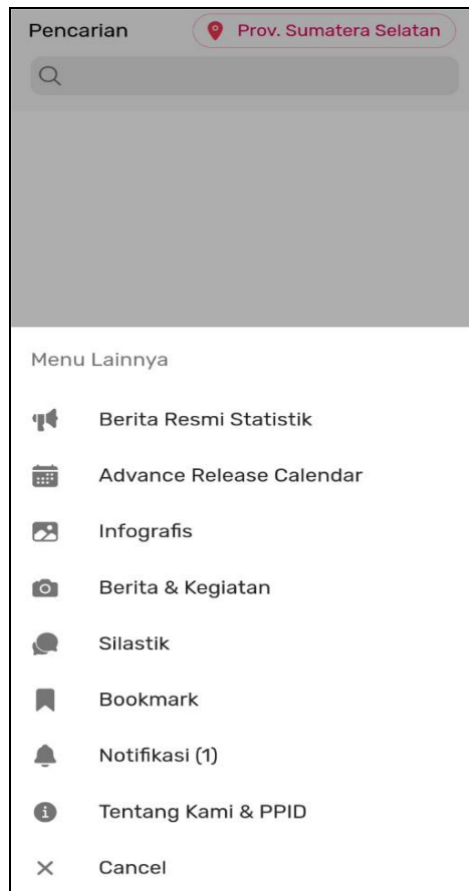 Pencarian
Prov. Sumatera Selatan
Menu Lainnya
Berita Resmi Statistik
Advance Release Calendar
Infografis
Berita & Kegiatan
Silastik
Bookmark
Notifikasi (1)
Tentang Kami & PPID
Cancel